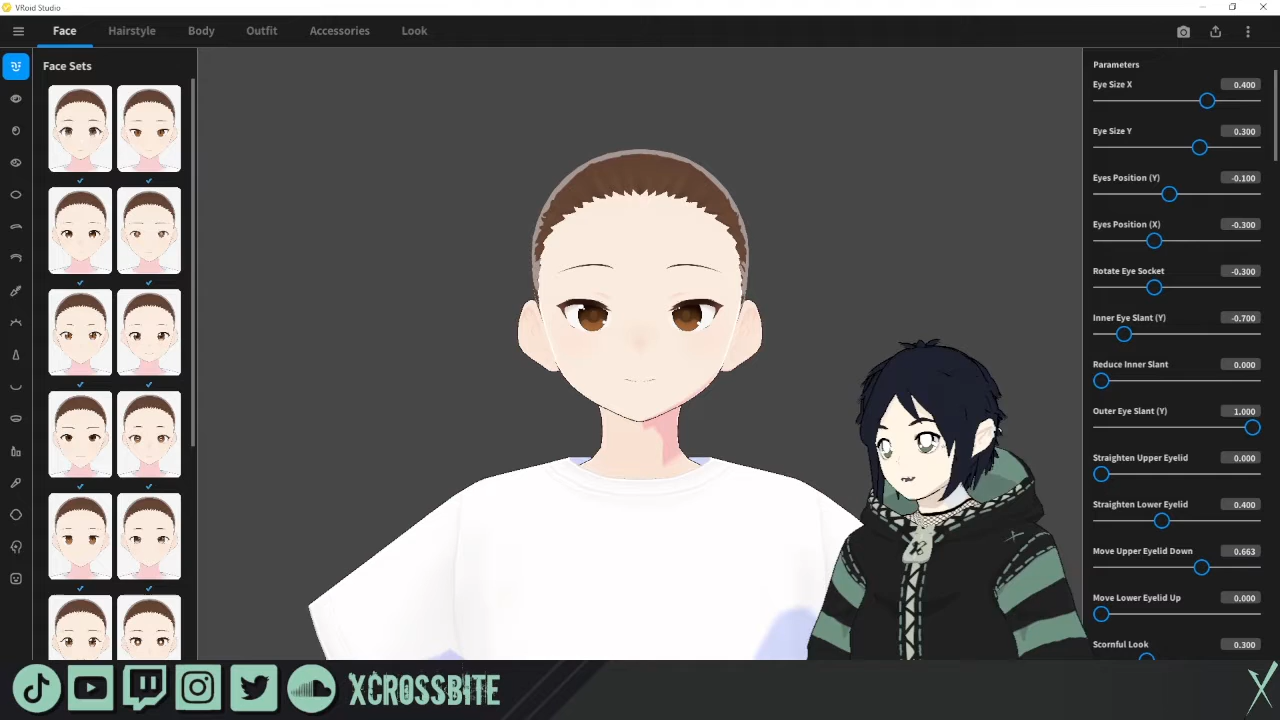 VRoid Studio
Face Hairstyle Body Outfit Accessories Look
Face Sets
Parameters
Eye Size X 0.400
Eye Size Y 0.300
Eyes Position (Y) -0.100
Eyes Position (X) -0.300
Rotate Eye Socket -0.300
Inner Eye Slant (Y) -0.700
Reduce Inner Slant 0.000
Outer Eye Slant (Y) 1.000
Straighten Upper Eyelid 0.000
Straighten Lower Eyelid 0.400
Move Upper Eyelid Down 0.663
Move Lower Eyelid Up 0.000
Scornful Look 0.300
XCROSSBITE
X